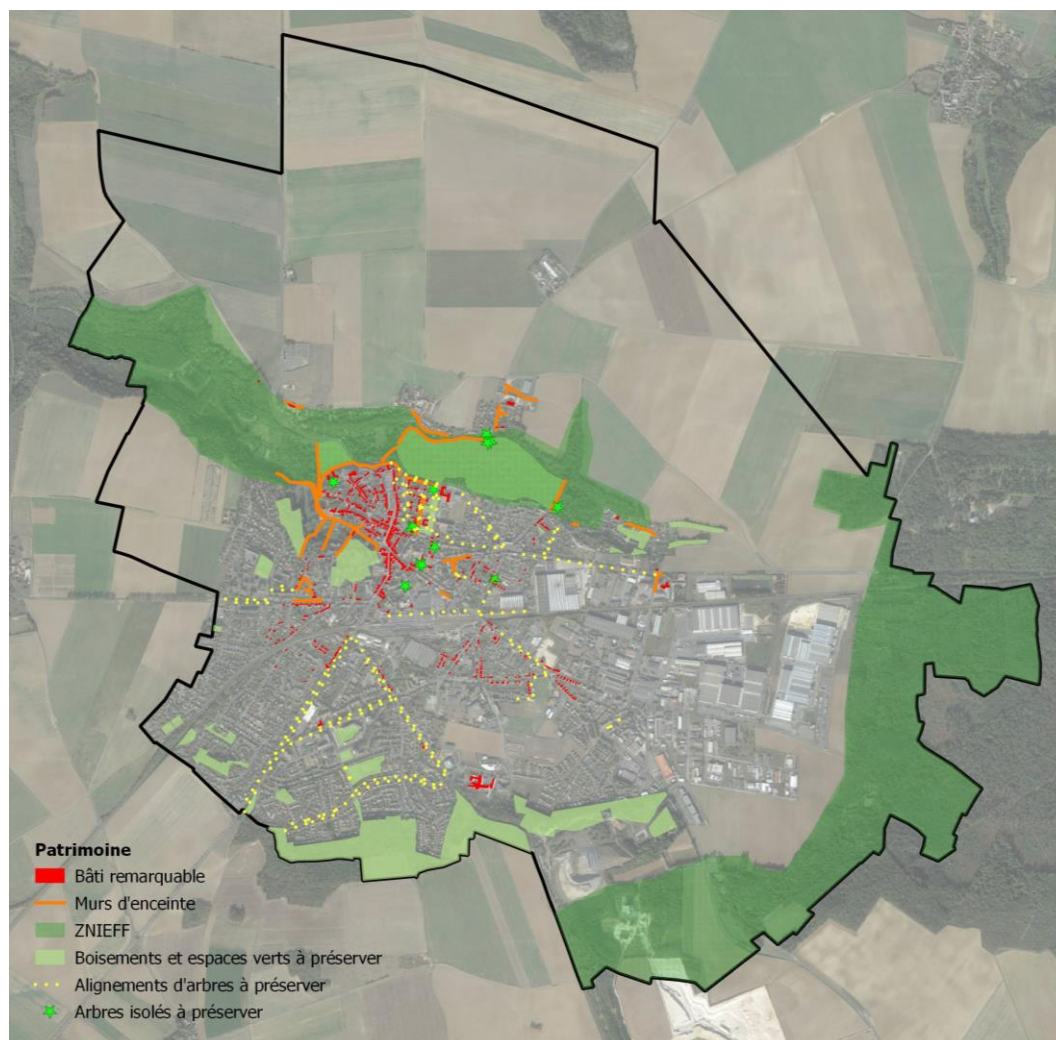 Patrimoine
Bâti remarquable
Murs d'enceinte
ZNIEFF
Boisements et espaces verts à préserver
Alignements d'arbres à préserver
Arbres isolés à préserver